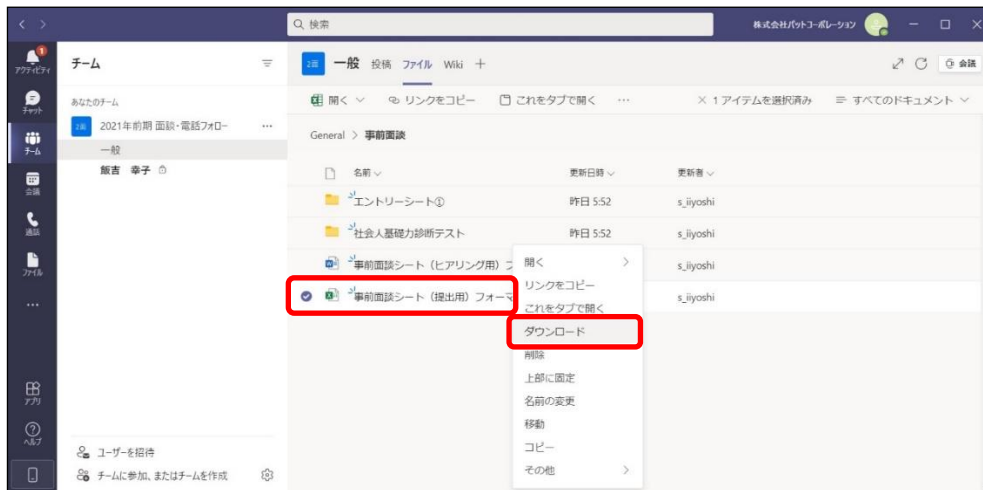 検索
株式会社パットコーポレーション
1
アクティビティ
チャット
チーム
会議
通話
ファイル
アプリ
ヘルプ
チーム
あなたのチーム
2021年前期 面談・電話フォロー
一般
飯吉 幸子
ユーザーを招待
チームに参加、またはチームを作成
2面 一般 投稿 ファイル Wiki +
会議
開く リンクをコピー これをタブで開く ... × 1 アイテムを選択済み すべてのドキュメント
General > 事前面談
名前 更新日時 更新者
エントリーシート① 昨日 5:52 s_iiyoshi
社会人基礎力診断テスト 昨日 5:52 s_iiyoshi
事前面談シート（ヒアリング用）フ s_iiyoshi
事前面談シート（提出用）フォーマ s_iiyoshi
開く
リンクをコピー
これをタブで開く
ダウンロード
削除
上部に固定
名前の変更
移動
コピー
その他